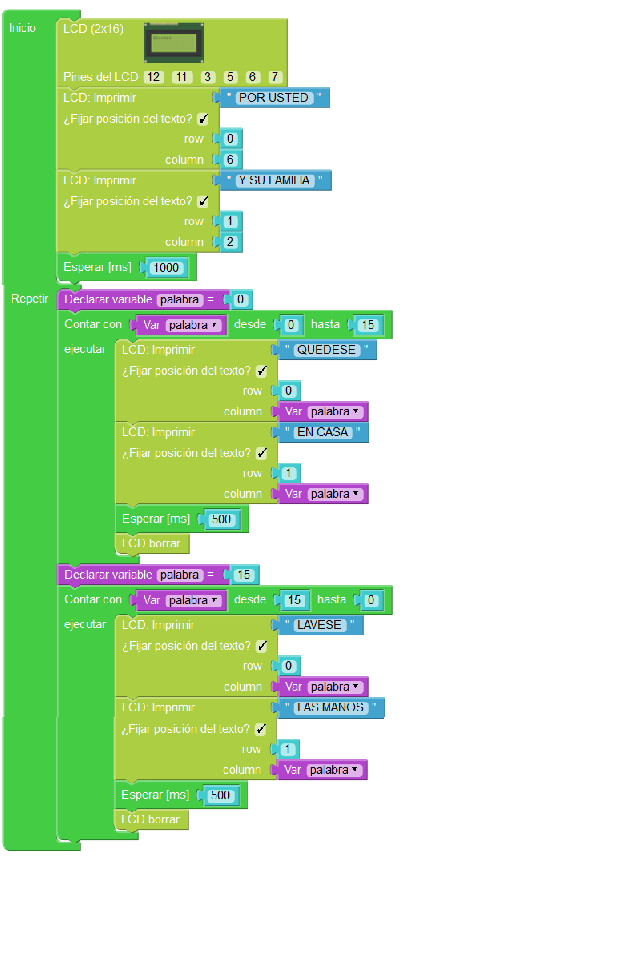 Inicio LCD (2x16)
Pines del LCD 12 11 3 5 6 7
LCD: Imprimir " POR USTED "
¿Fijar posición del texto?
row 0
column 6
LCD: Imprimir " Y SU FAMILIA "
¿Fijar posición del texto?
row 1
column 2
Esperar [ms] 1000
Repetir Declarar variable palabra = 0
Contar con Var palabra desde 0 hasta 15
ejecutar LCD: Imprimir " QUEDESE "
¿Fijar posición del texto?
row 0
column Var palabra
LCD: Imprimir " EN CASA "
¿Fijar posición del texto?
row 1
column Var palabra
Esperar [ms] 500
LCD borrar
Declarar variable palabra = 15
Contar con Var palabra desde 15 hasta 0
ejecutar LCD: Imprimir " LAVESE "
¿Fijar posición del texto?
row 0
column Var palabra
LCD: Imprimir " LAS MANOS "
¿Fijar posición del texto?
row 1
column Var palabra
Esperar [ms] 500
LCD borrar